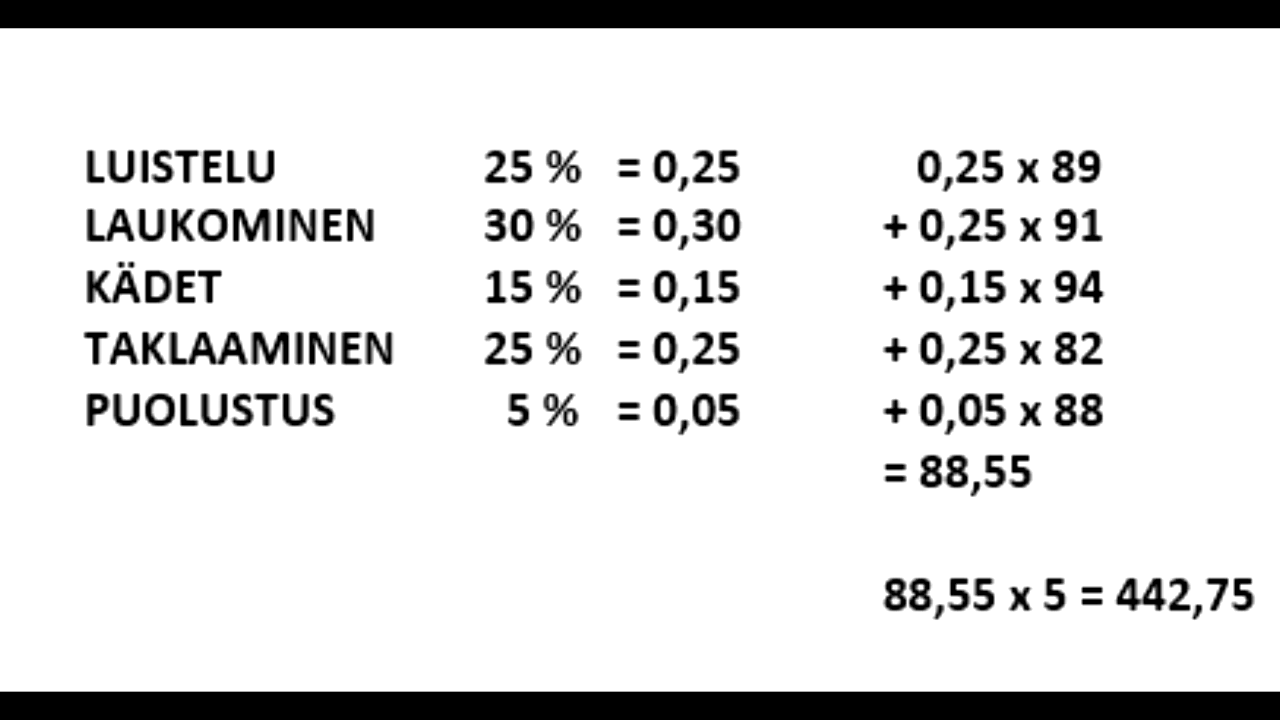 LUISTELU 25 % = 0,25 0,25 x 89
LAUKOMINEN 30 % = 0,30 + 0,25 x 91
KÄDET 15 % = 0,15 + 0,15 x 94
TAKLAAMINEN 25 % = 0,25 + 0,25 x 82
PUOLUSTUS 5 % = 0,05 + 0,05 x 88
= 88,55
88,55 x 5 = 442,75